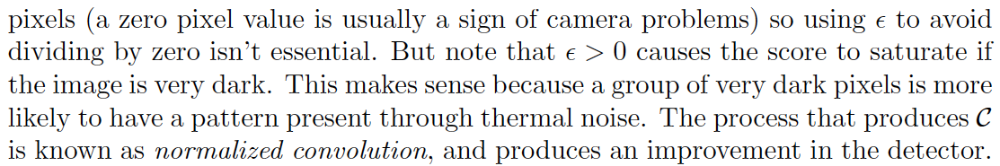 pixels (a zero pixel value is usually a sign of camera problems) so using ϵ to avoid
dividing by zero isn’t essential. But note that ϵ > 0 causes the score to saturate if
the image is very dark. This makes sense because a group of very dark pixels is more
likely to have a pattern present through thermal noise. The process that produces 𝒞
is known as normalized convolution, and produces an improvement in the detector.